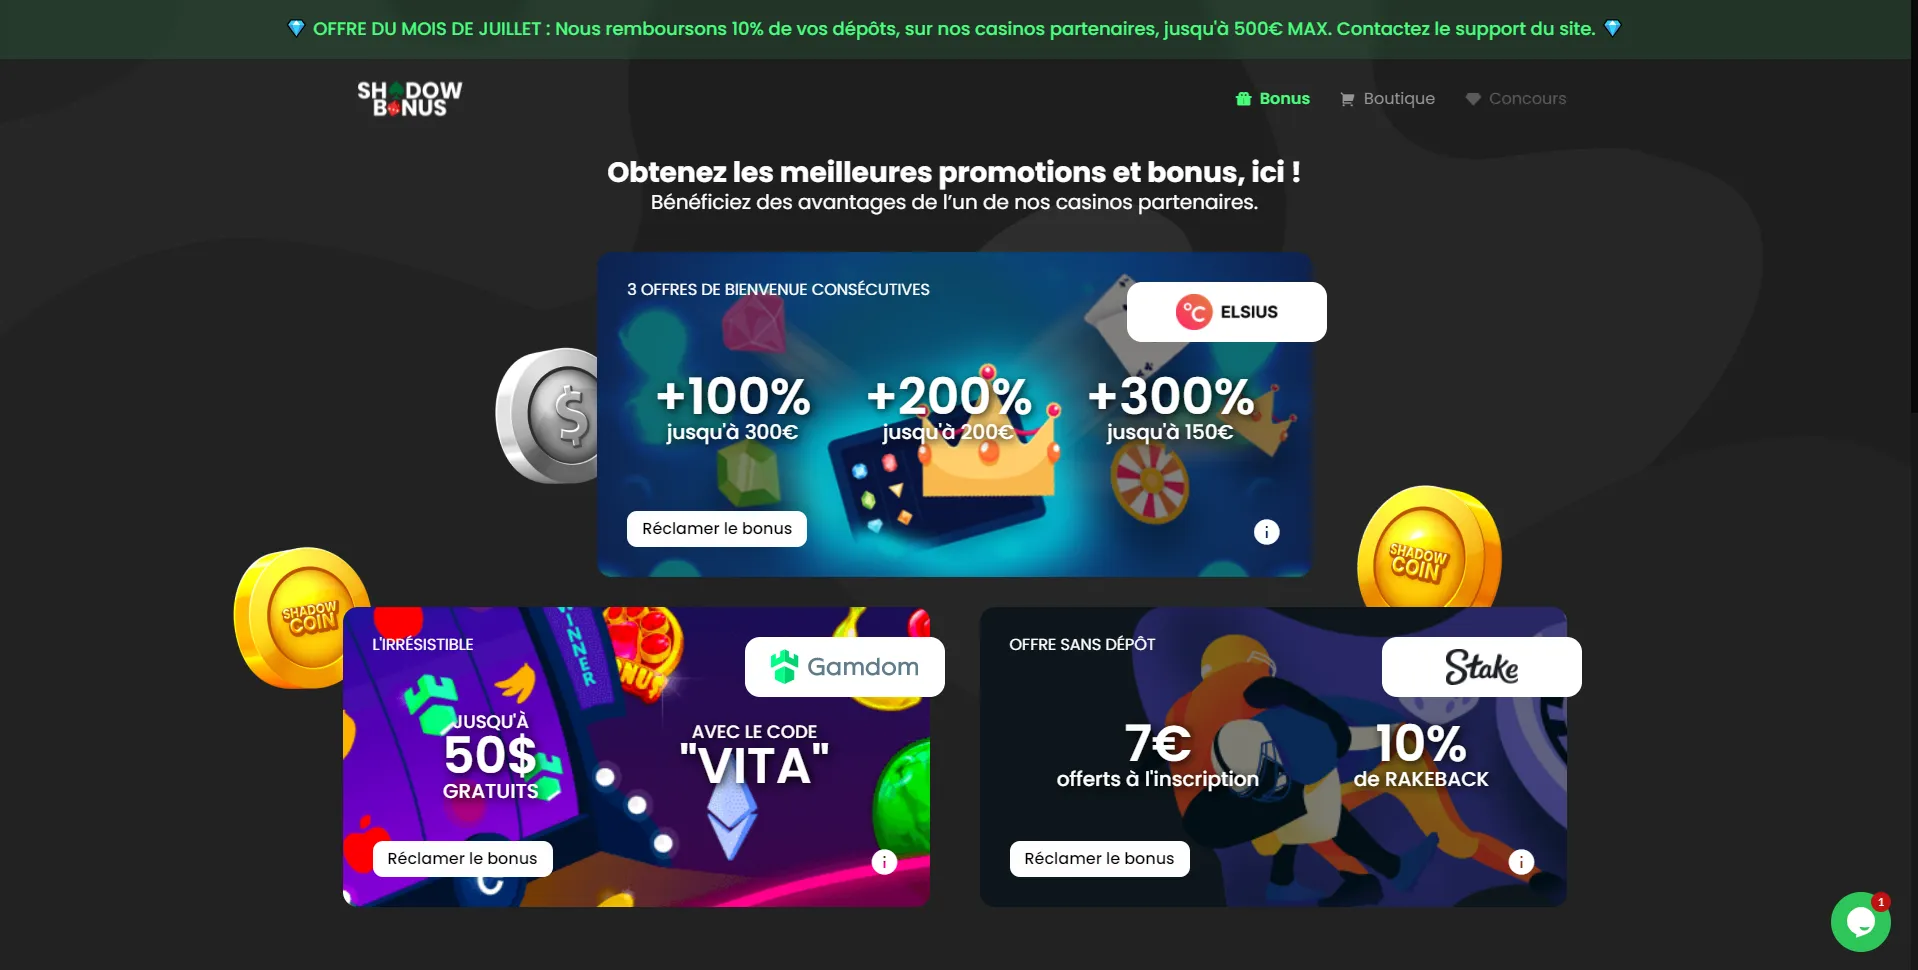 OFFRE DU MOIS DE JUILLET : Nous remboursons 10% de vos dépôts, sur nos casinos partenaires, jusqu'à 500€ MAX. Contactez le support du site.
SHADOW
BONUS
Bonus
Boutique
Concours
Obtenez les meilleures promotions et bonus, ici !
Bénéficiez des avantages de l’un de nos casinos partenaires.
3 OFFRES DE BIENVENUE CONSÉCUTIVES
°C ELSIUS
+100%
jusqu'à 300€
+200%
jusqu'à 200€
+300%
jusqu'à 150€
Réclamer le bonus
i
SHADOW
COIN
SHADOW
COIN
L'IRRÉSISTIBLE
WINNER
BONUS
Gamdom
JUSQU'À
50$
GRATUITS
AVEC LE CODE
"VITA"
Réclamer le bonus
i
OFFRE SANS DÉPÔT
Stake
7€
offerts à l'inscription
10%
de RAKEBACK
Réclamer le bonus
i
1